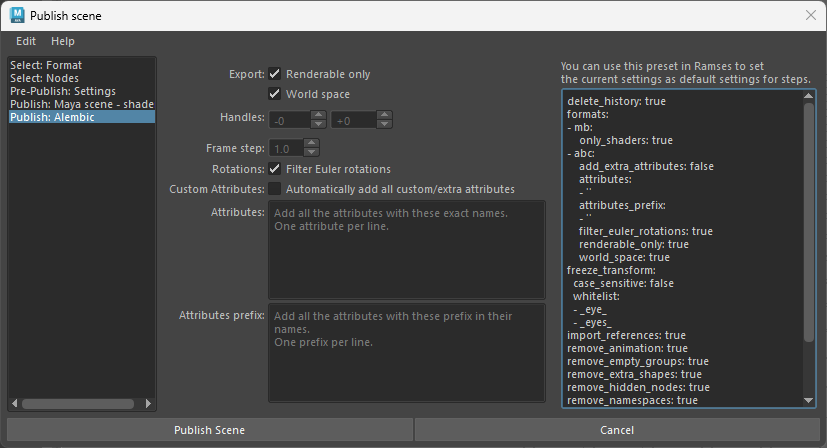 Publish scene
Edit Help
Select: Format
Select: Nodes
Pre-Publish: Settings
Publish: Maya scene - shade
Publish: Alembic
Export: Renderable only
World space
Handles: -0 +0
Frame step: 1.0
Rotations: Filter Euler rotations
Custom Attributes: Automatically add all custom/extra attributes
Attributes: Add all the attributes with these exact names.
One attribute per line.
Attributes prefix: Add all the attributes with these prefix in their
names.
One prefix per line.
You can use this preset in Ramses to set
the current settings as default settings for steps.
delete_history: true
formats:
- mb:
only_shaders: true
- abc:
add_extra_attributes: false
attributes:
- ''
attributes_prefix:
- ''
filter_euler_rotations: true
renderable_only: true
world_space: true
freeze_transform:
case_sensitive: false
whitelist:
- _eye_
- _eyes_
import_references: true
remove_animation: true
remove_empty_groups: true
remove_extra_shapes: true
remove_hidden_nodes: true
remove_namespaces: true
Publish Scene
Cancel